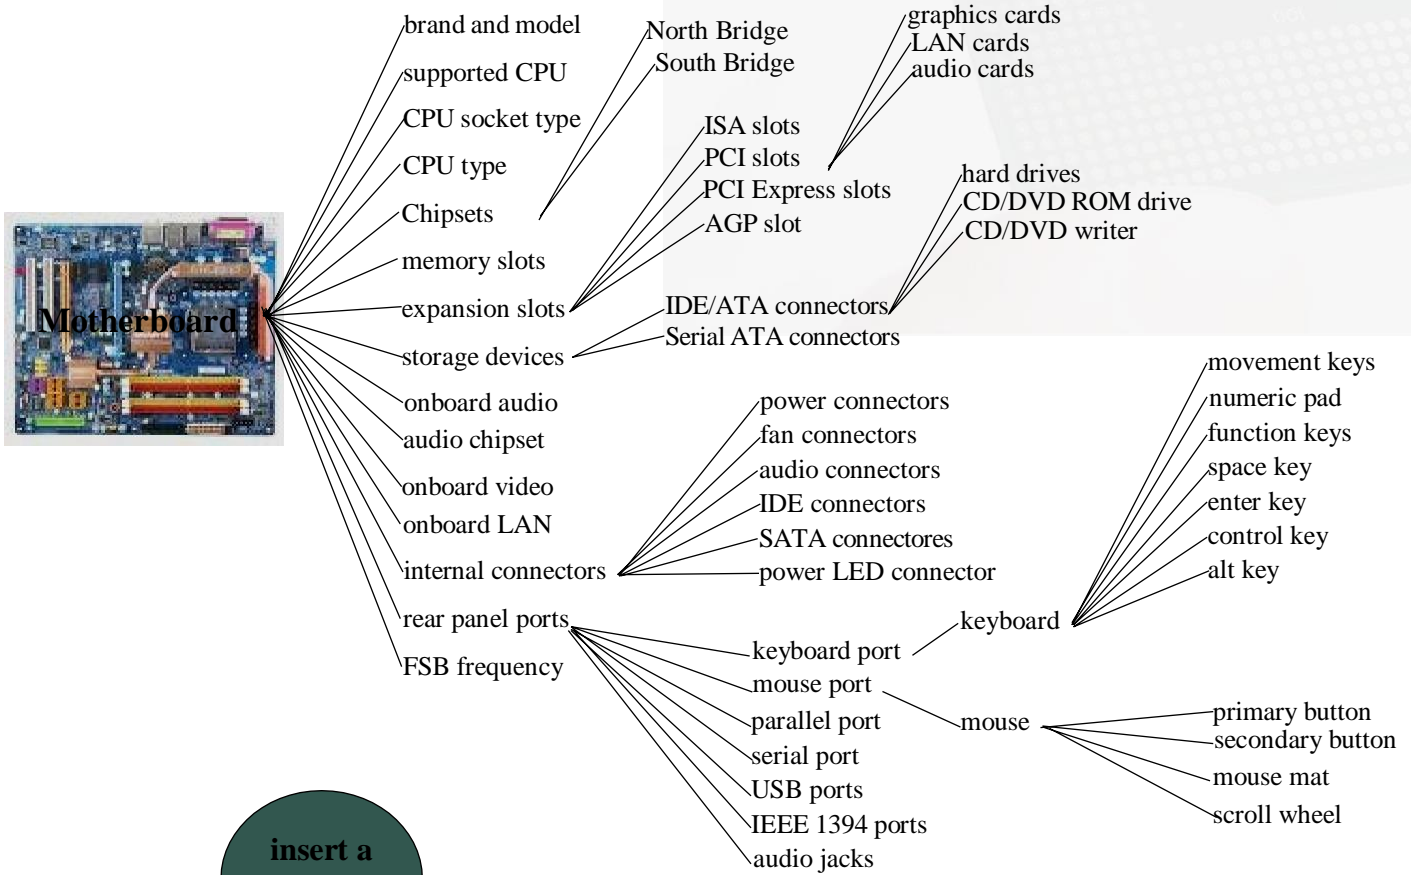 Motherboard
brand and model
supported CPU
CPU socket type
CPU type
Chipsets
memory slots
expansion slots
storage devices
onboard audio
audio chipset
onboard video
onboard LAN
internal connectors
rear panel ports
FSB frequency
North Bridge
South Bridge
ISA slots
PCI slots
PCI Express slots
AGP slot
graphics cards
LAN cards
audio cards
IDE/ATA connectors
Serial ATA connectors
hard drives
CD/DVD ROM drive
CD/DVD writer
power connectors
fan connectors
audio connectors
IDE connectors
SATA connectores
power LED connector
keyboard port
mouse port
parallel port
serial port
USB ports
IEEE 1394 ports
audio jacks
keyboard
movement keys
numeric pad
function keys
space key
enter key
control key
alt key
mouse
primary button
secondary button
mouse mat
scroll wheel
insert a